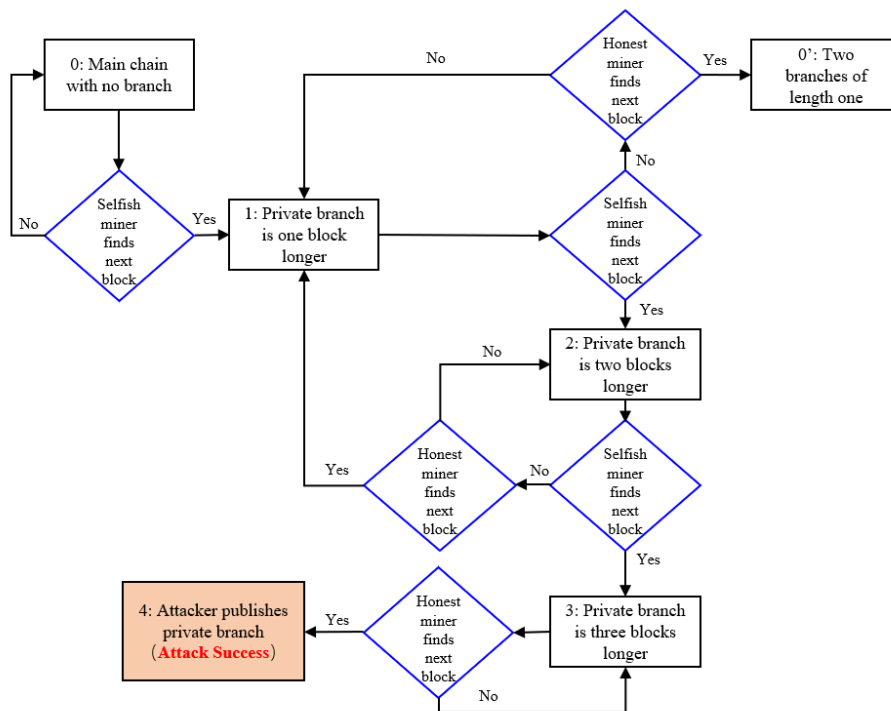 0: Main chain
with no branch
Honest
miner
finds
next
block
No
Yes
0’: Two
branches of
length one
No
Selfish
miner
finds
next
block
No
Yes
1: Private branch
is one block
longer
Selfish
miner
finds
next
block
Yes
2: Private branch
is two blocks
longer
No
Yes
Honest
miner
finds
next
block
No
Selfish
miner
finds
next
block
Yes
4: Attacker publishes
private branch
(Attack Success)
Yes
Honest
miner
finds
next
block
3: Private branch
is three blocks
longer
No